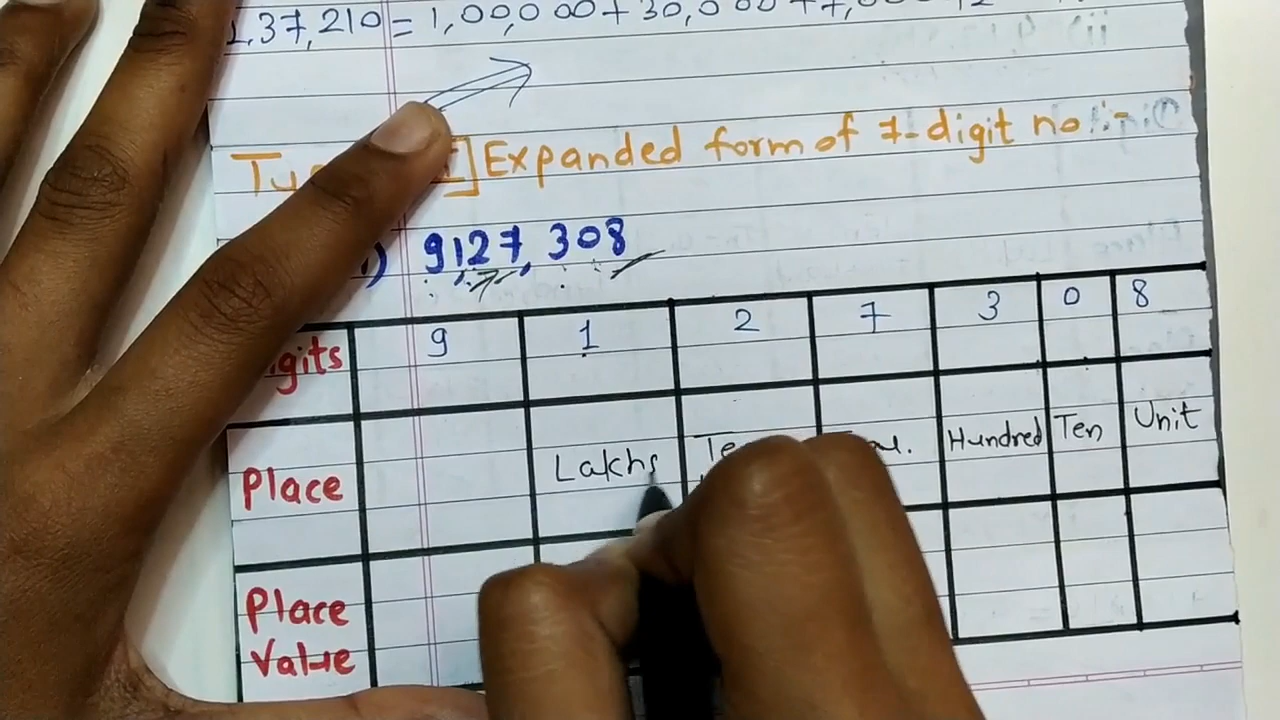 1,37,210 = 1,00,000 + 30,000 + 7,
Expanded form of 7-digit no :-
9127,308
9 1 2 7 3 0 8
Lakhs Hundred Ten Unit
Place
Place
Value